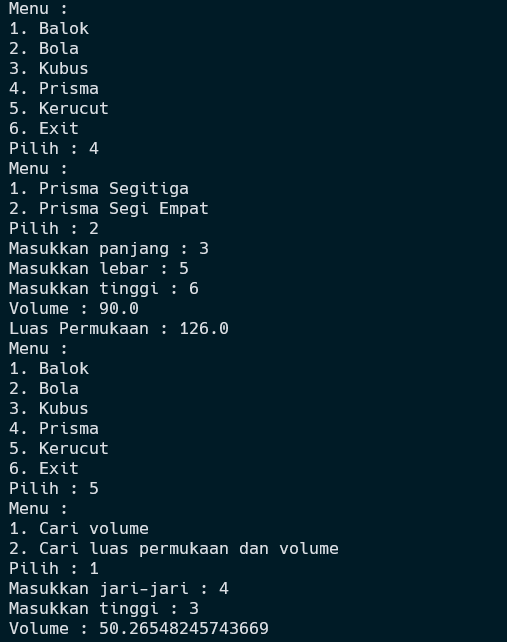 Menu :
1. Balok
2. Bola
3. Kubus
4. Prisma
5. Kerucut
6. Exit
Pilih : 4
Menu :
1. Prisma Segitiga
2. Prisma Segi Empat
Pilih : 2
Masukkan panjang : 3
Masukkan lebar : 5
Masukkan tinggi : 6
Volume : 90.0
Luas Permukaan : 126.0
Menu :
1. Balok
2. Bola
3. Kubus
4. Prisma
5. Kerucut
6. Exit
Pilih : 5
Menu :
1. Cari volume
2. Cari luas permukaan dan volume
Pilih : 1
Masukkan jari-jari : 4
Masukkan tinggi : 3
Volume : 50.26548245743669